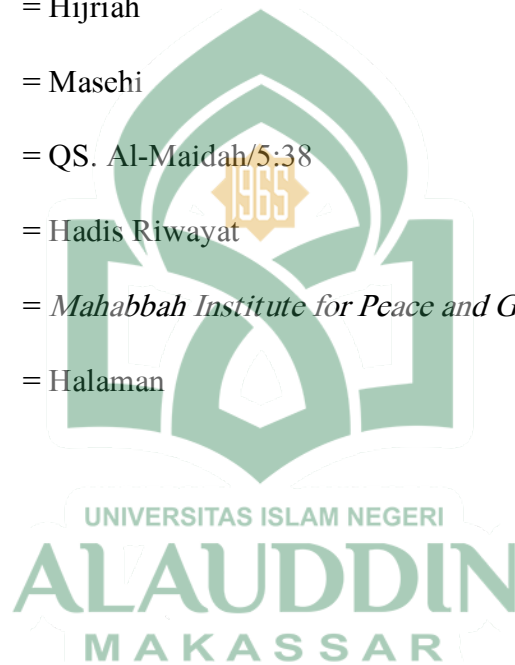 = Hijriah
= Masehi
= QS. Al-Maidah/5:38
1965
= Hadis Riwayat
= Mahabbah Institute for Peace and G
= Halaman
UNIVERSITAS ISLAM NEGERI
ALAUDDIN
MAKASSAR